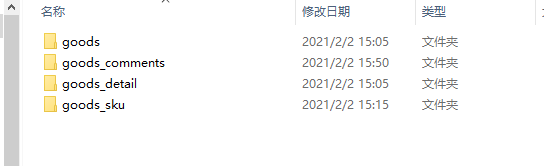 名称 修改日期 类型
goods 2021/2/2 15:05 文件夹
goods_comments 2021/2/2 15:50 文件夹
goods_detail 2021/2/2 15:05 文件夹
goods_sku 2021/2/2 15:15 文件夹